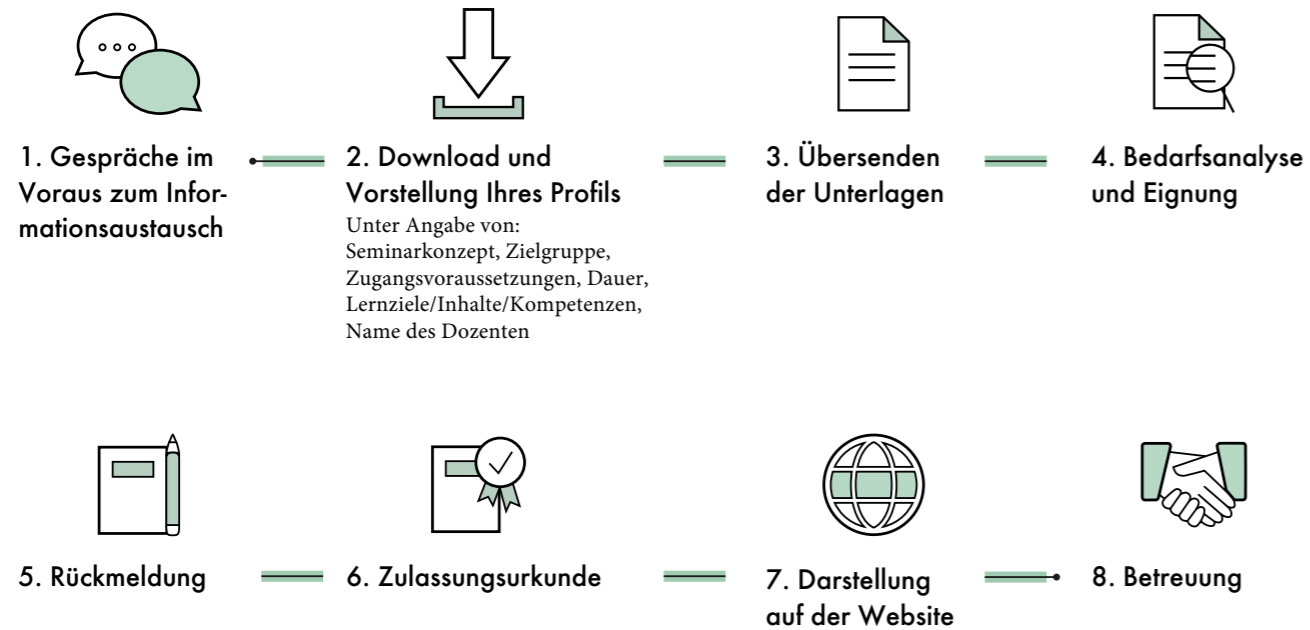 1. Gespräche im
Voraus zum Infor-
mationsaustausch
2. Download und
Vorstellung Ihres Profils
Unter Angabe von:
Seminarkonzept, Zielgruppe,
Zugangsvoraussetzungen, Dauer,
Lernziele/Inhalte/Kompetenzen,
Name des Dozenten
3. Übersenden
der Unterlagen
4. Bedarfsanalyse
und Eignung
5. Rückmeldung
6. Zulassungsurkunde
7. Darstellung
auf der Website
8. Betreuung